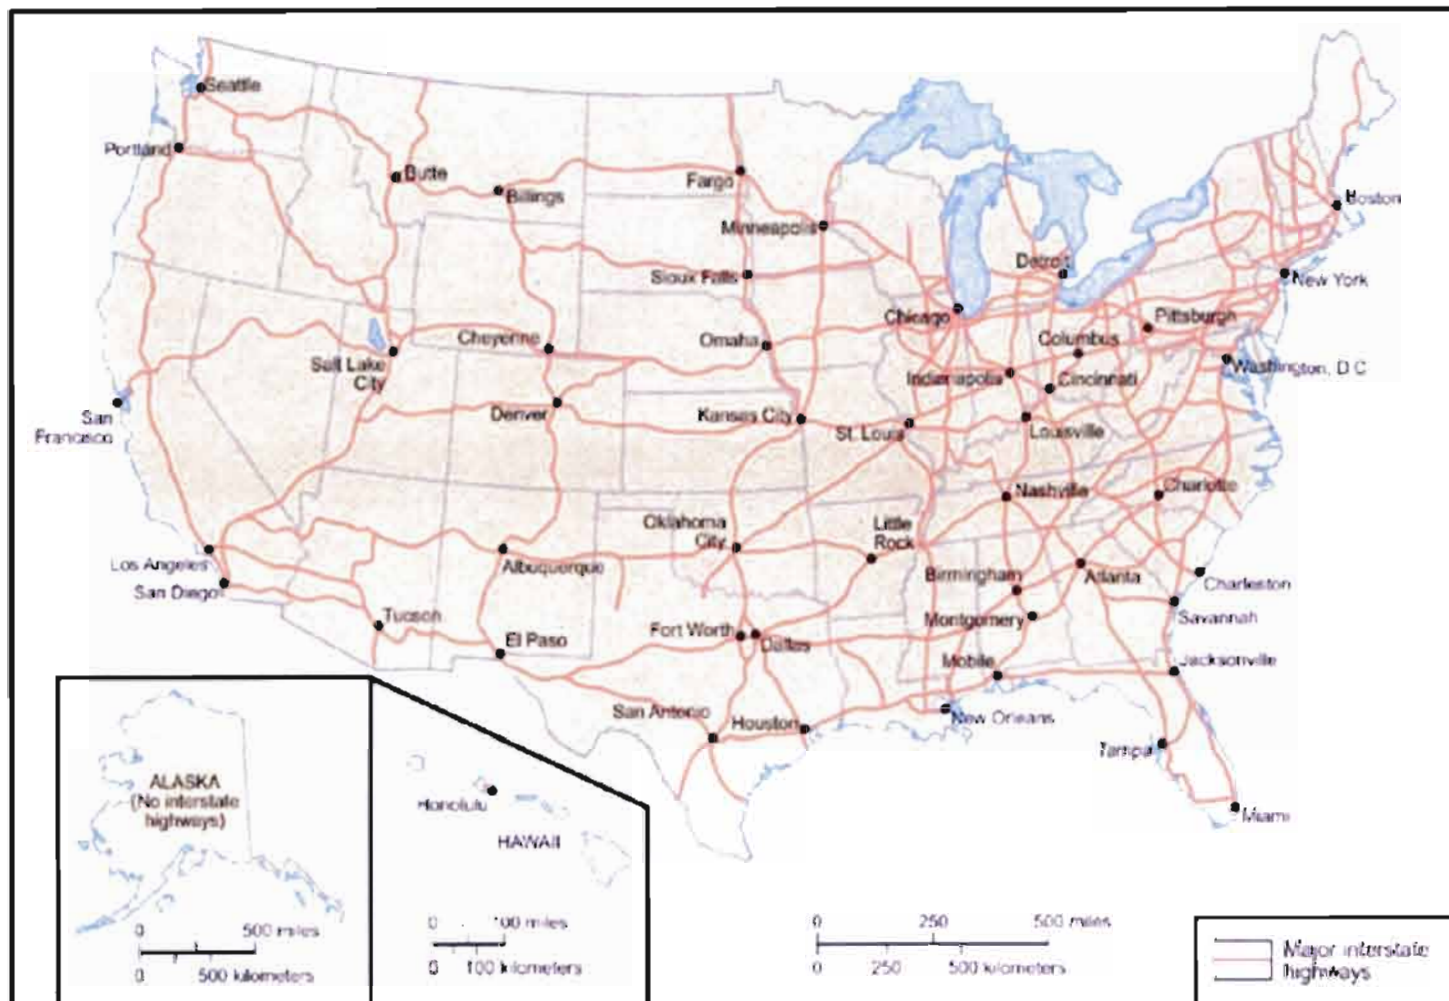 Seattle
Portland
Butte
Billings
Fargo
Minneapolis
Boston
Sioux Falls
Detroit
New York
Chicago
Pittsburgh
Cheyenne
Omaha
Columbus
Salt Lake
City
Indianapolis
Cincinnati
Washington, D C
San
Francisco
Denver
Kansas City
St. Louis
Louisville
Nashville
Charlotte
Oklahoma
City
Little
Rock
Los Angeles
Albuquerque
Birmingham
Atlanta
Charleston
San Diego
Tucson
Montgomery
Savannah
El Paso
Fort Worth
Dallas
Mobile
Jacksonville
San Antonio
Houston
New Orleans
Tampa
Miami
ALASKA
(No interstate
highways)
0 500 miles
0 500 kilometers
Honolulu
HAWAII
0 100 miles
0 100 kilometers
0 250 500 miles
0 250 500 kilometers
Major interstate
highways